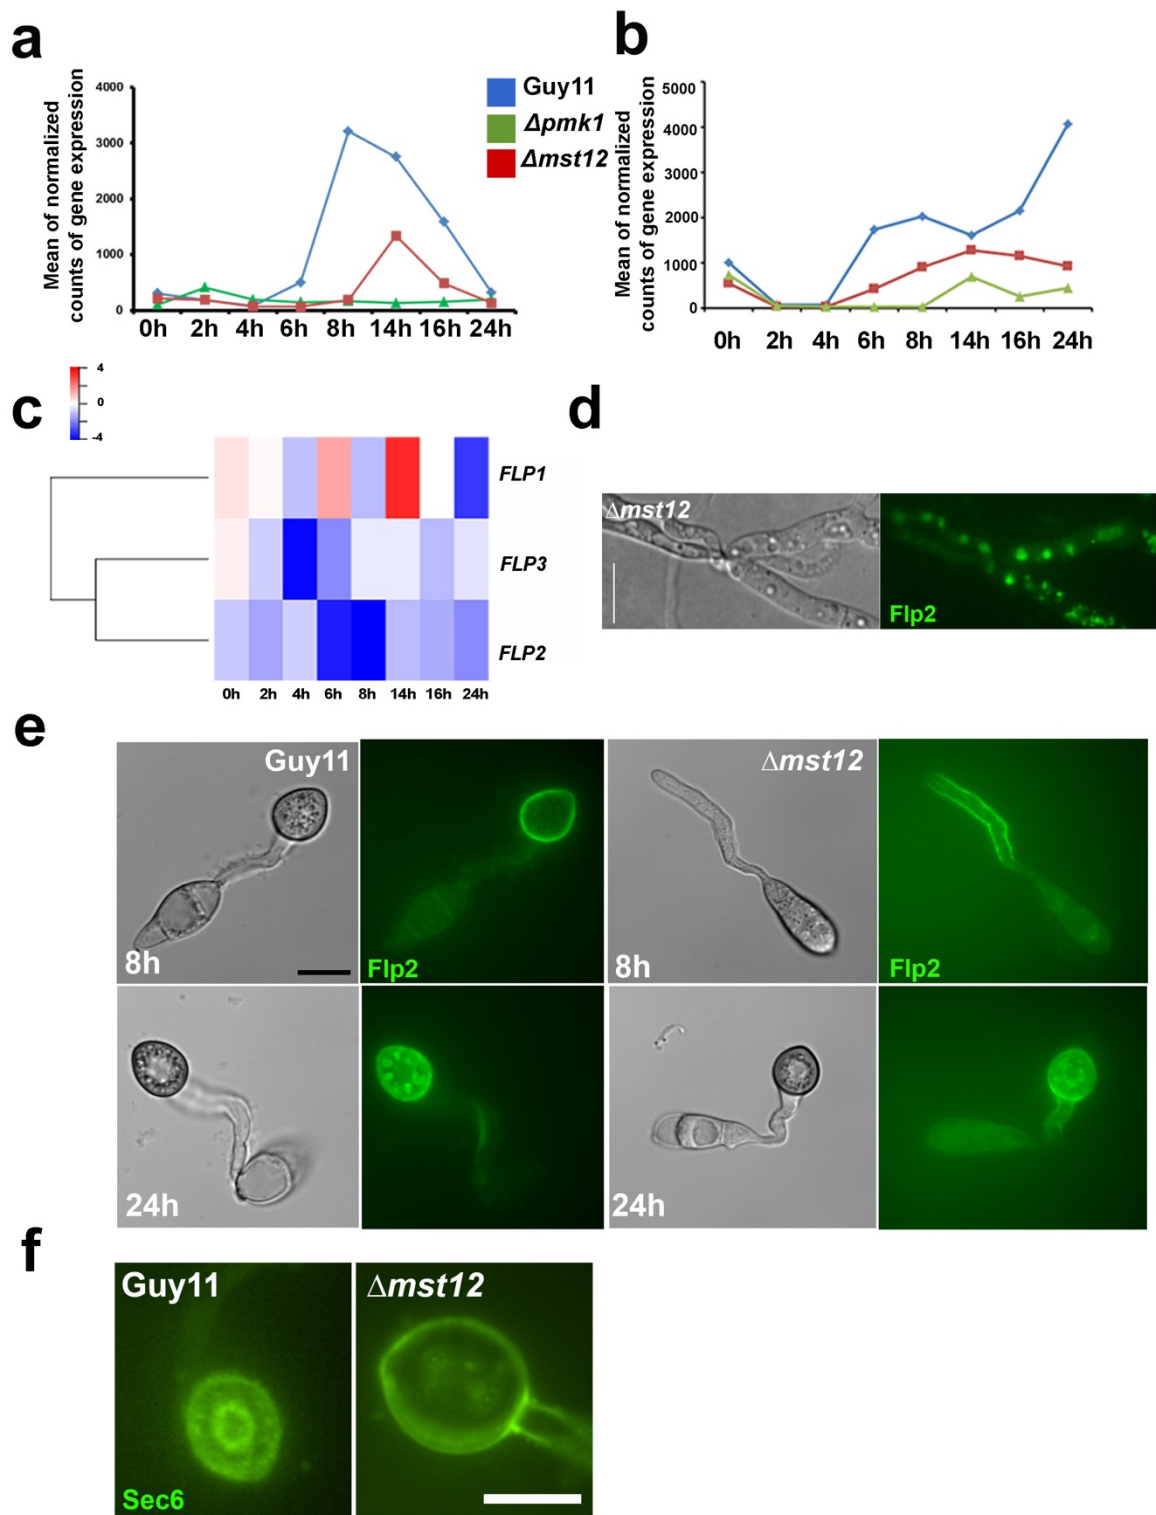 a
Mean of normalized
counts of gene expression
4000
3000
2000
1000
0
0h 2h 4h 6h 8h 14h 16h 24h
Guy11
Δpmk1
Δmst12
b
Mean of normalized
counts of gene expression
5000
4000
3000
2000
1000
0
0h 2h 4h 6h 8h 14h 16h 24h
c
4
0
-4
FLP1
FLP3
FLP2
0h 2h 4h 6h 8h 14h 16h 24h
d
Δmst12
Flp2
e
Guy11
8h
Flp2
Δmst12
8h
Flp2
24h
24h
f
Guy11
Sec6
Δmst12